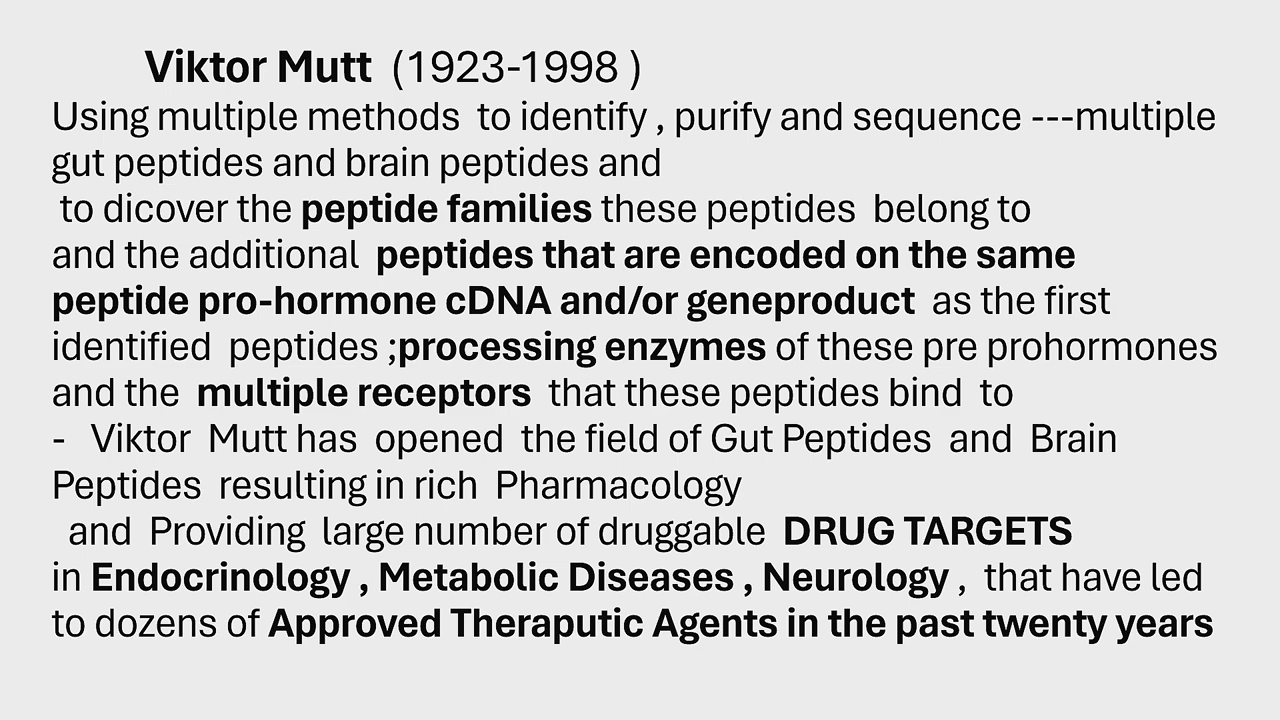 Viktor Mutt (1923-1998 )
Using multiple methods to identify , purify and sequence ---multiple
gut peptides and brain peptides and
to dicover the peptide families these peptides belong to
and the additional peptides that are encoded on the same
peptide pro-hormone cDNA and/or geneproduct as the first
identified peptides ;processing enzymes of these pre prohormones
and the multiple receptors that these peptides bind to
- Viktor Mutt has opened the field of Gut Peptides and Brain
Peptides resulting in rich Pharmacology
and Providing large number of druggable DRUG TARGETS
in Endocrinology , Metabolic Diseases , Neurology , that have led
to dozens of Approved Theraputic Agents in the past twenty years